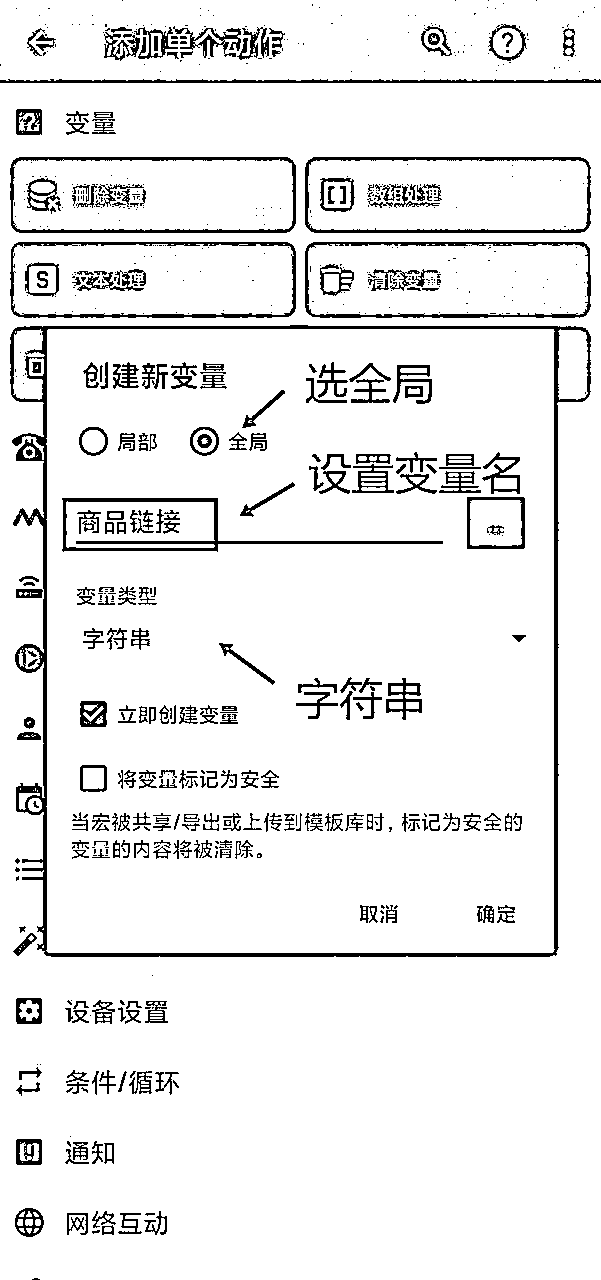 添加单个动作
变量
删除变量
数组处理
S 文本处理
清除变量
创建新变量
选全局
局部
全局
设置变量名
商品链接
变量类型
字符串
字符串
立即创建变量
将变量标记为安全
当宏被共享/导出或上传到模板库时, 标记为安全的
变量的内容将被清除。
取消
确定
设备设置
条件/循环
通知
网络互动